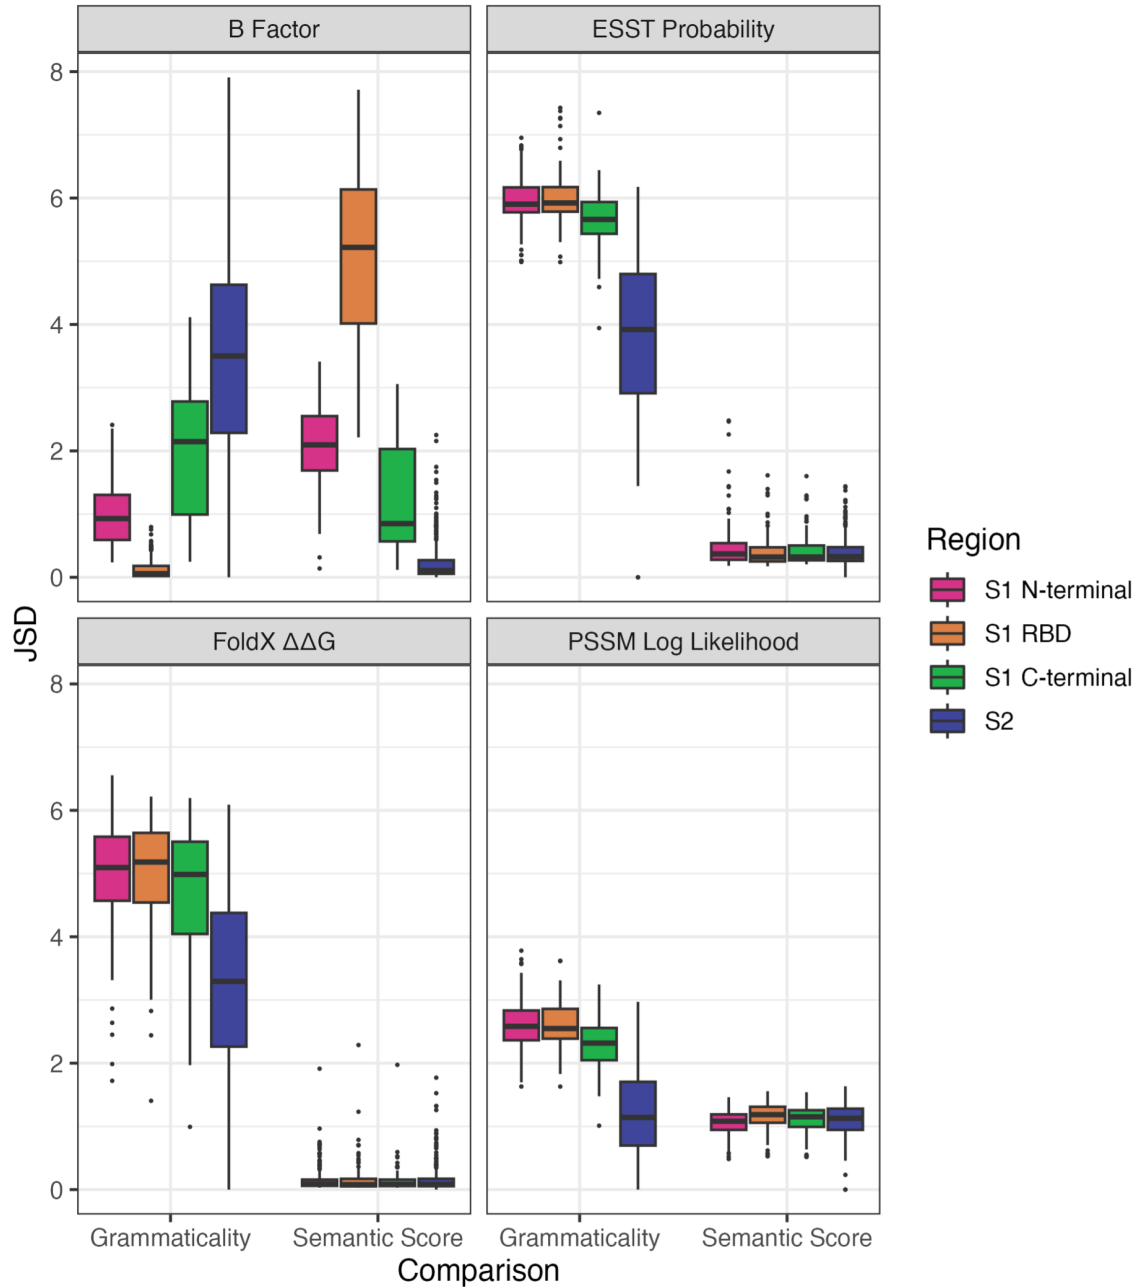 B Factor
ESST Probability
8
6
4
2
0
JSD
FoldX ΔΔG
PSSM Log Likelihood
8
6
4
2
0
Grammaticality
Semantic Score
Grammaticality
Semantic Score
Comparison
Region
S1 N-terminal
S1 RBD
S1 C-terminal
S2